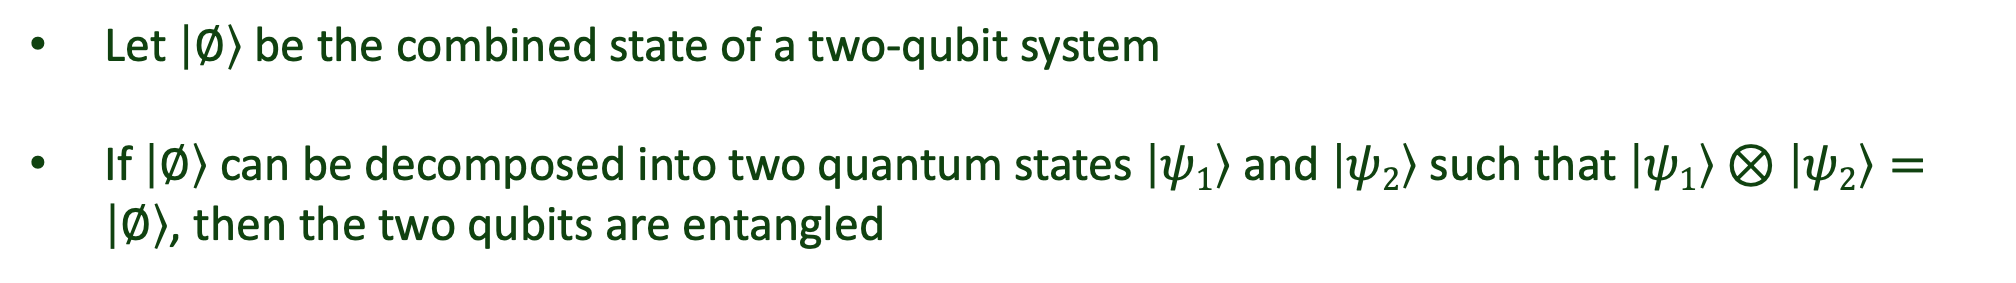 • Let |∅⟩ be the combined state of a two-qubit system
• If |∅⟩ can be decomposed into two quantum states |ψ₁⟩ and |ψ₂⟩ such that |ψ₁⟩ ⊗ |ψ₂⟩ =
|∅⟩, then the two qubits are entangled